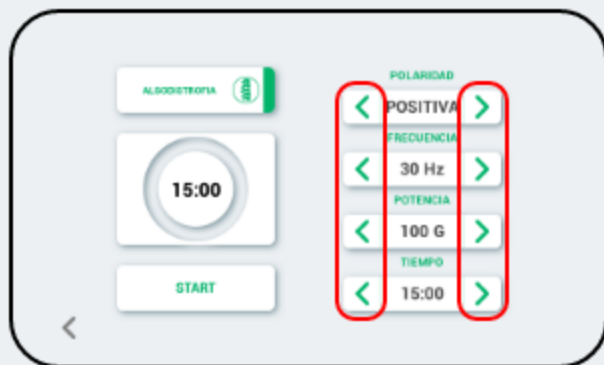 ALGODISTROFIA
15:00
START
POLARIDAD
POSITIVA
FRECUENCIA
30 Hz
POTENCIA
100 G
TIEMPO
15:00